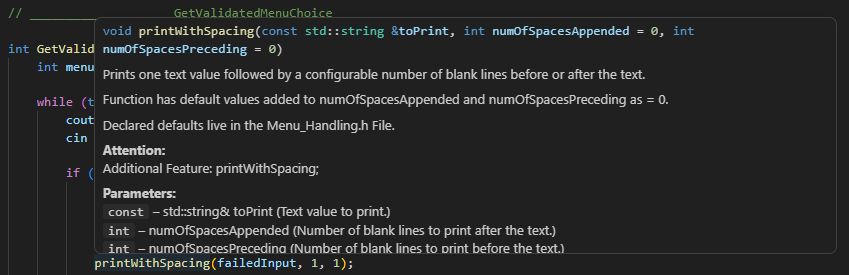 // ____________________ GetValidatedMenuChoice
void printWithSpacing(const std::string &toPrint, int numOfSpacesAppended = 0, int
numOfSpacesPreceding = 0)
int GetValid
int menu
Prints one text value followed by a configurable number of blank lines before or after the text.
while (t
Function has default values added to numOfSpacesAppended and numOfSpacesPreceding as = 0.
cout
Declared defaults live in the Menu_Handling.h File.
cin
Attention:
Additional Feature: printWithSpacing;
if (
Parameters:
const – std::string& toPrint (Text value to print.)
int – numOfSpacesAppended (Number of blank lines to print after the text.)
int – numOfSpacesPreceding (Number of blank lines to print before the text.)
printWithSpacing(failedInput, 1, 1);